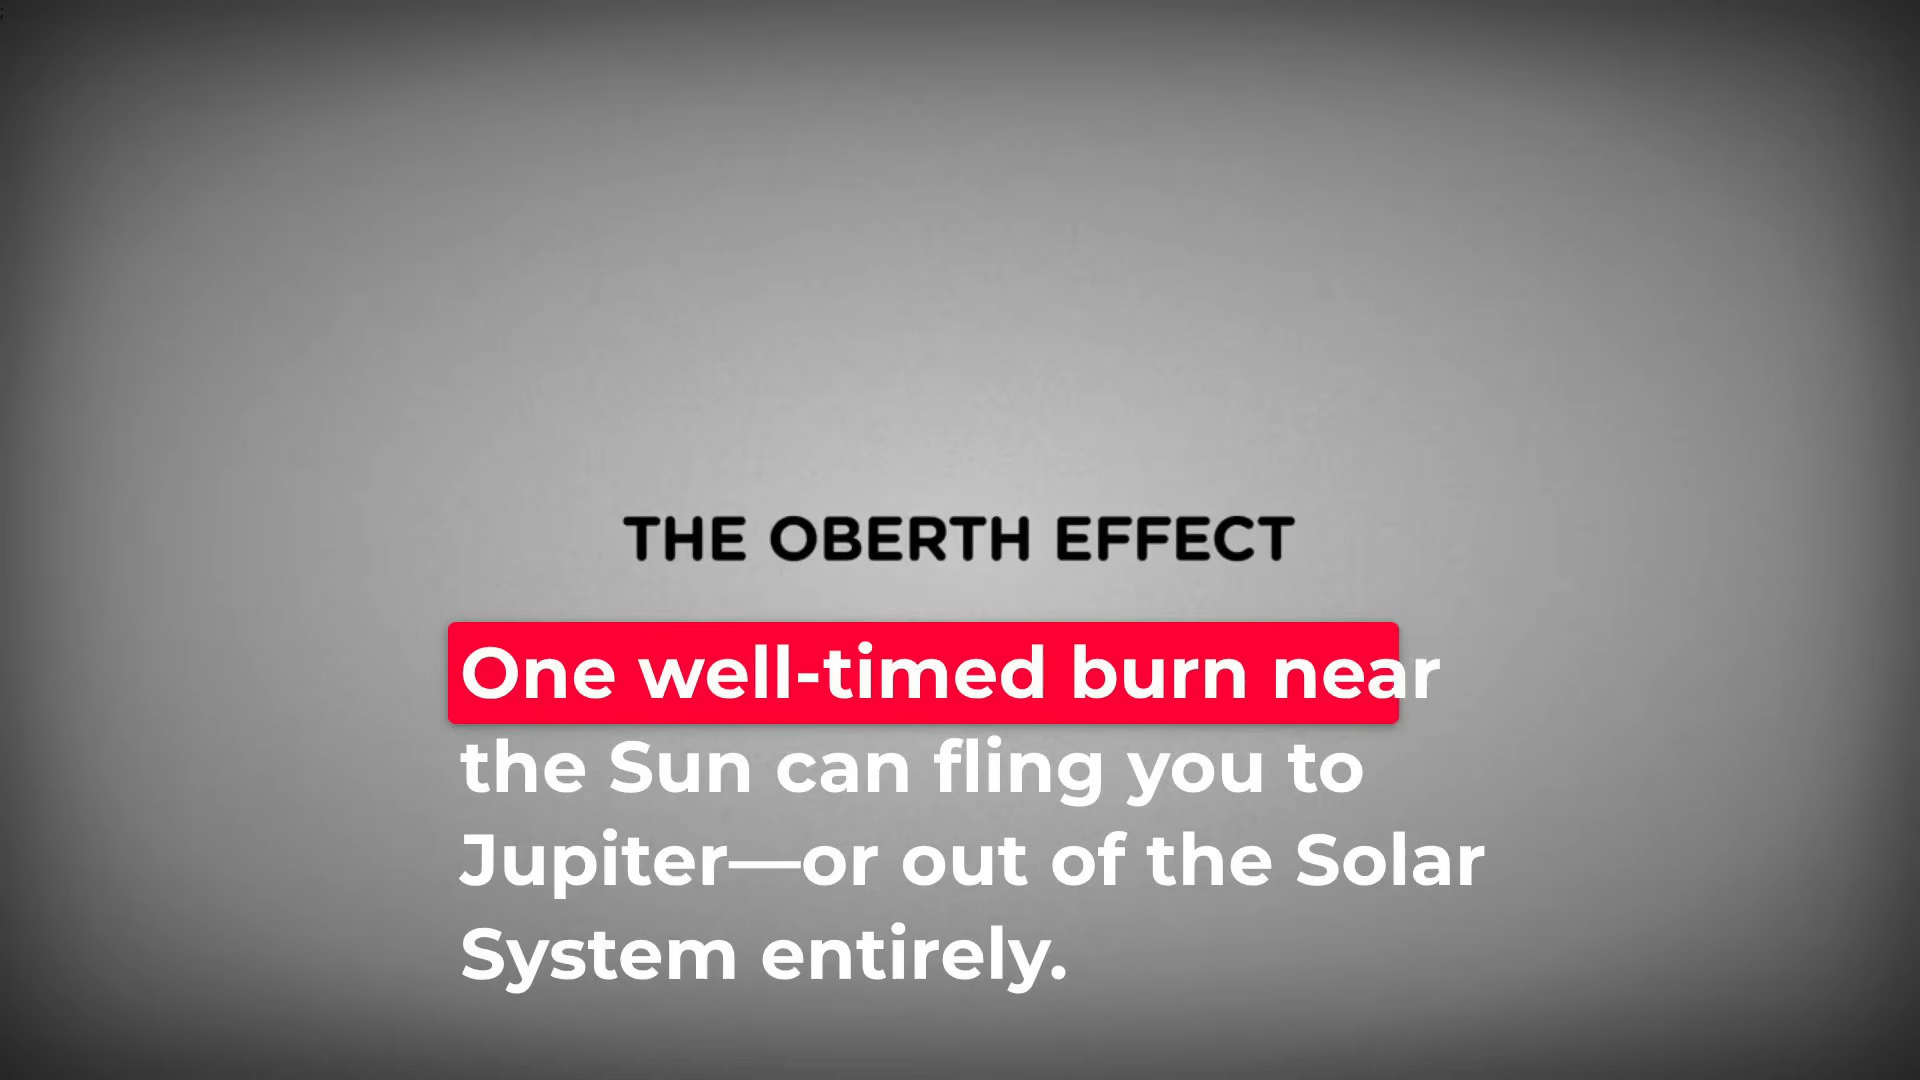 THE OBERTH EFFECT
One well-timed burn near
the Sun can fling you to
Jupiter—or out of the Solar
System entirely.